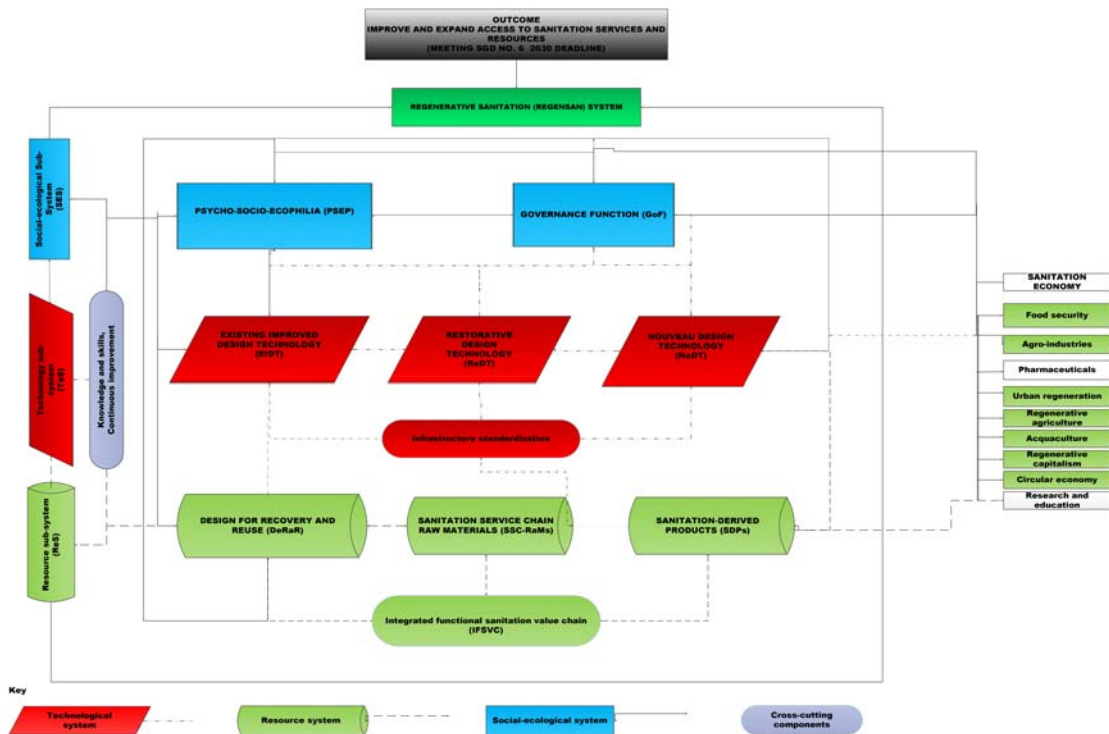 OUTCOME
IMPROVE AND EXPAND ACCESS TO SANITATION SERVICES AND
RESOURCES
(MEETING SGD NO. 6 2030 DEADLINE)
REGENERATIVE SANITATION (REGENSAN) SYSTEM
Social-ecological Sub-
System
(SES)
PSYCHO-SOCIO-ECOPHILIA (PSEP)
GOVERNANCE FUNCTION (GoF)
Technology sub-
system
(TeS)
Knowledge and skills,
Continuous improvement
EXISTING IMPROVED
DESIGN TECHNOLOGY
(EIDT)
RESTORATIVE
DESIGN
TECHNOLOGY
(ReDT)
NOUVEAU DESIGN
TECHNOLOGY
(NoDT)
Infrastructure standardization
Resource sub-system
(ReS)
DESIGN FOR RECOVERY AND
REUSE (DeRaR)
SANITATION SERVICE CHAIN
RAW MATERIALS (SSC-RaMs)
SANITATION-DERIVED
PRODUCTS (SDPs)
Integrated functional sanitation value chain
(IFSVC)
SANITATION
ECONOMY
Food security
Agro-industries
Pharmaceuticals
Urban regeneration
Regenerative
agriculture
Acquaculture
Regenerative
capitalism
Circular economy
Research and
education
Key
Technological
system
Resource system
Social-ecological system
Cross-cutting
components